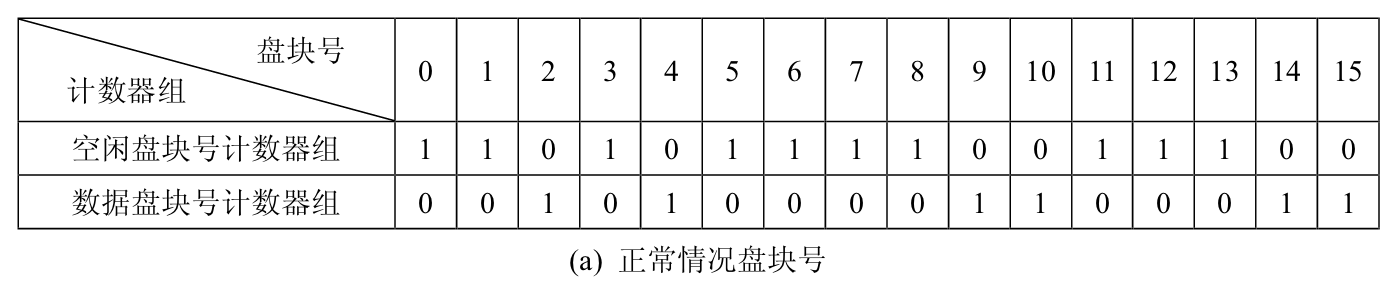 盘块号
计数器组
0 1 2 3 4 5 6 7 8 9 10 11 12 13 14 15
空闲盘块号计数器组 1 1 0 1 0 1 1 1 1 0 0 1 1 1 0 0
数据盘块号计数器组 0 0 1 0 1 0 0 0 0 1 1 0 0 0 1 1
(a) 正常情况盘块号